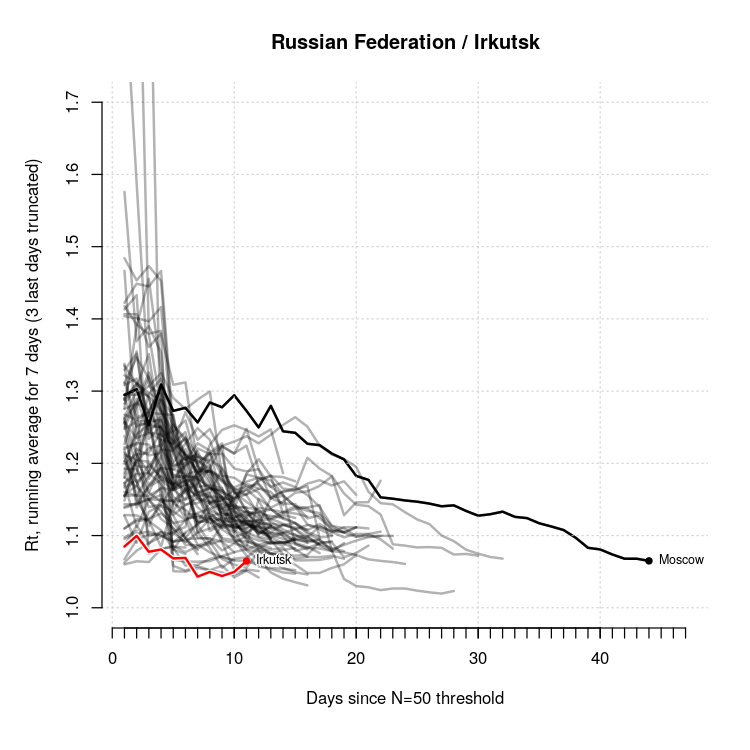 Russian Federation / Irkutsk
Rt, running average for 7 days (3 last days truncated)
1.7
1.6
1.5
1.4
1.3
1.2
1.1
1.0
Irkutsk
Moscow
0 10 20 30 40
Days since N=50 threshold